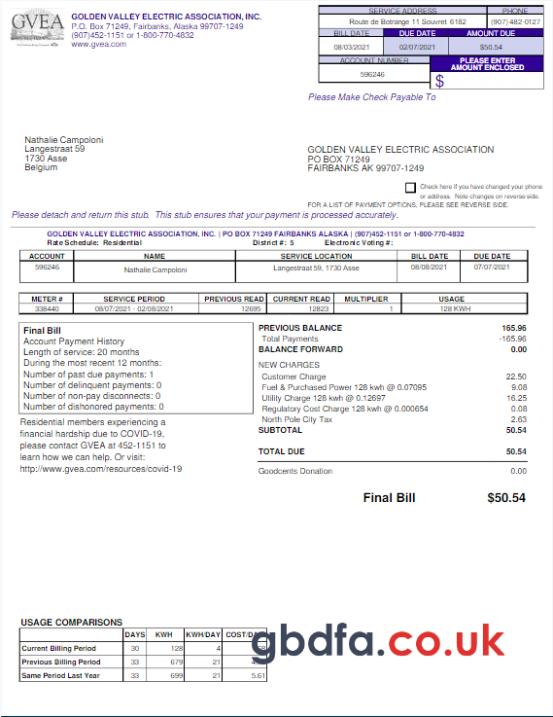 GVEA
GOLDEN VALLEY ELECTRIC ASSOCIATION, INC.
P.O. Box 71249, Fairbanks, Alaska 99707-1249
(907)452-1151 or 1-800-770-4832
www.gvea.com
SERVICE ADDRESS PHONE
Route de Botrange 11 Souvret 6182 (907)482-0127
BILL DATE DUE DATE AMOUNT DUE
08/03/2021 02/07/2021 $50.54
ACCOUNT NUMBER PLEASE ENTER AMOUNT ENCLOSED
596246 $
Please Make Check Payable To
Nathalie Campoloni
Langestraat 59
1730 Asse
Belgium
GOLDEN VALLEY ELECTRIC ASSOCIATION
PO BOX 71249
FAIRBANKS AK 99707-1249
Check here if you have changed your phone
or address. Note changes on reverse side.
FOR A LIST OF PAYMENT OPTIONS, PLEASE SEE REVERSE SIDE.
Please detach and return this stub. This stub ensures that your payment is processed accurately.
GOLDEN VALLEY ELECTRIC ASSOCIATION, INC. | PO BOX 71249 FAIRBANKS ALASKA | (907)452-1151 or 1-800-770-4832
Rate Schedule: Residential District #: 5 Electronic Voting #:
ACCOUNT NAME SERVICE LOCATION BILL DATE DUE DATE
596246 Nathalie Campoloni Langestraat 59, 1730 Asse 08/08/2021 07/07/2021
METER # SERVICE PERIOD PREVIOUS READ CURRENT READ MULTIPLIER USAGE
338440 08/07/2021 - 02/08/2021 12695 12823 1 128 KWH
Final Bill
Account Payment History
Length of service: 20 months
During the most recent 12 months:
Number of past due payments: 1
Number of delinquent payments: 0
Number of non-pay disconnects: 0
Number of dishonored payments: 0
Residential members experiencing a
financial hardship due to COVID-19,
please contact GVEA at 452-1151 to
learn how we can help. Or visit:
http://www.gvea.com/resources/covid-19
PREVIOUS BALANCE 165.96
Total Payments -165.96
BALANCE FORWARD 0.00
NEW CHARGES
Customer Charge 22.50
Fuel & Purchased Power 128 kwh @ 0.07095 9.08
Utility Charge 128 kwh @ 0.12697 16.25
Regulatory Cost Charge 128 kwh @ 0.000654 0.08
North Pole City Tax 2.63
SUBTOTAL 50.54
TOTAL DUE 50.54
Goodcents Donation 0.00
Final Bill $50.54
USAGE COMPARISONS
DAYS KWH KWH/DAY COST/DAY
Current Billing Period 30 128 4
Previous Billing Period 33 679 21
Same Period Last Year 33 699 21 5.61
gbdfa.co.uk